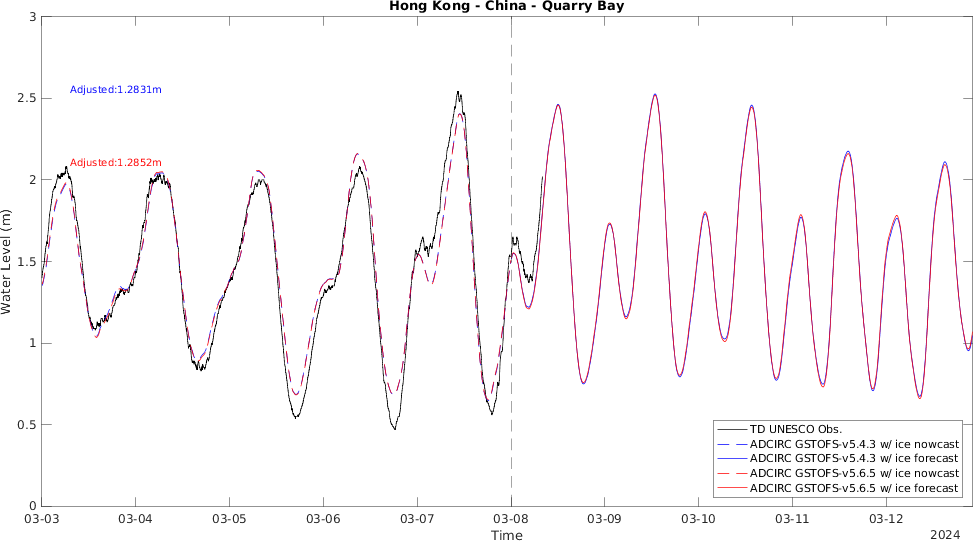 Hong Kong - China - Quarry Bay
Water Level (m)
3
2.5
2
1.5
1
0.5
0
Adjusted:1.2831m
Adjusted:1.2852m
TD UNESCO Obs.
ADCIRC GSTOFS-v5.4.3 w/ ice nowcast
ADCIRC GSTOFS-v5.4.3 w/ ice forecast
ADCIRC GSTOFS-v5.6.5 w/ ice nowcast
ADCIRC GSTOFS-v5.6.5 w/ ice forecast
03-03 03-04 03-05 03-06 03-07 03-08 03-09 03-10 03-11 03-12
Time
2024